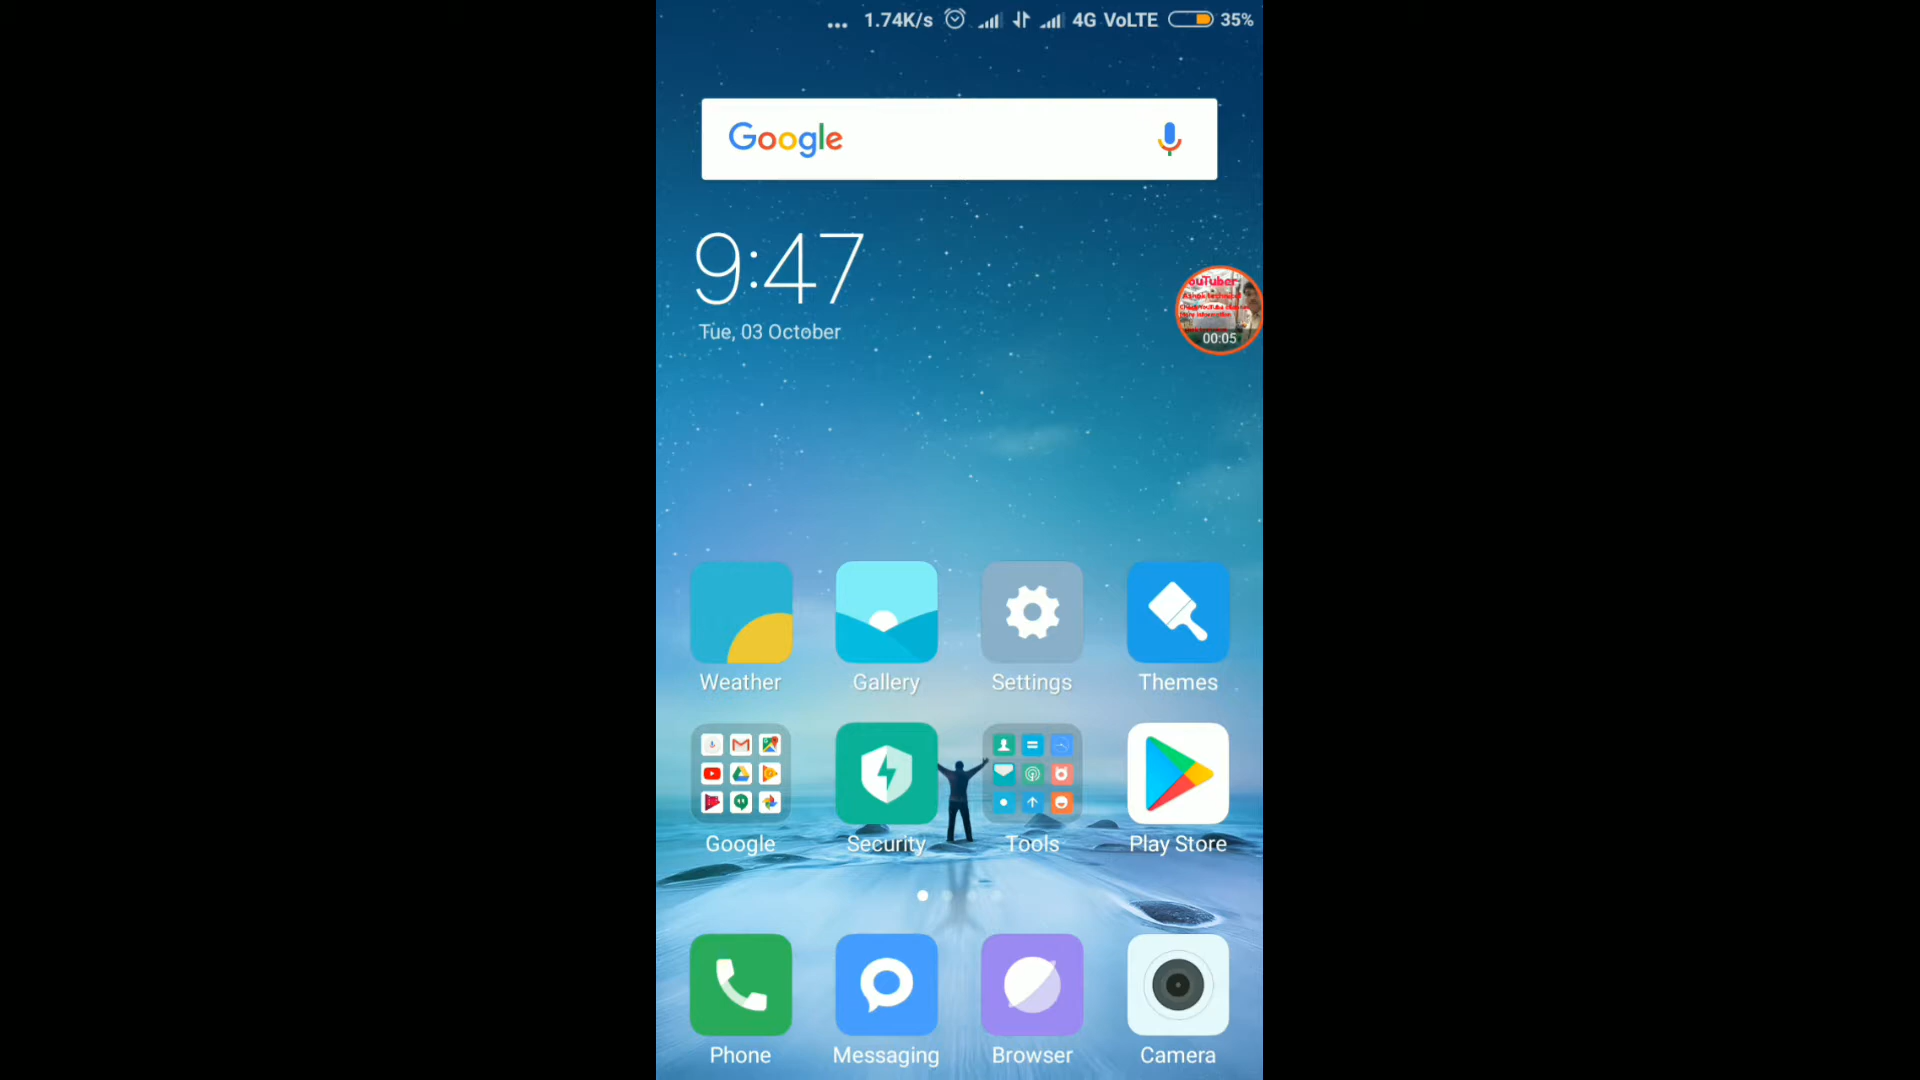 ... 1.74K/s 4G VoLTE 35%
Google
9:47
Tue, 03 October
ouTuber
00:05
Weather Gallery Settings Themes
Google Security Tools Play Store
Phone Messaging Browser Camera